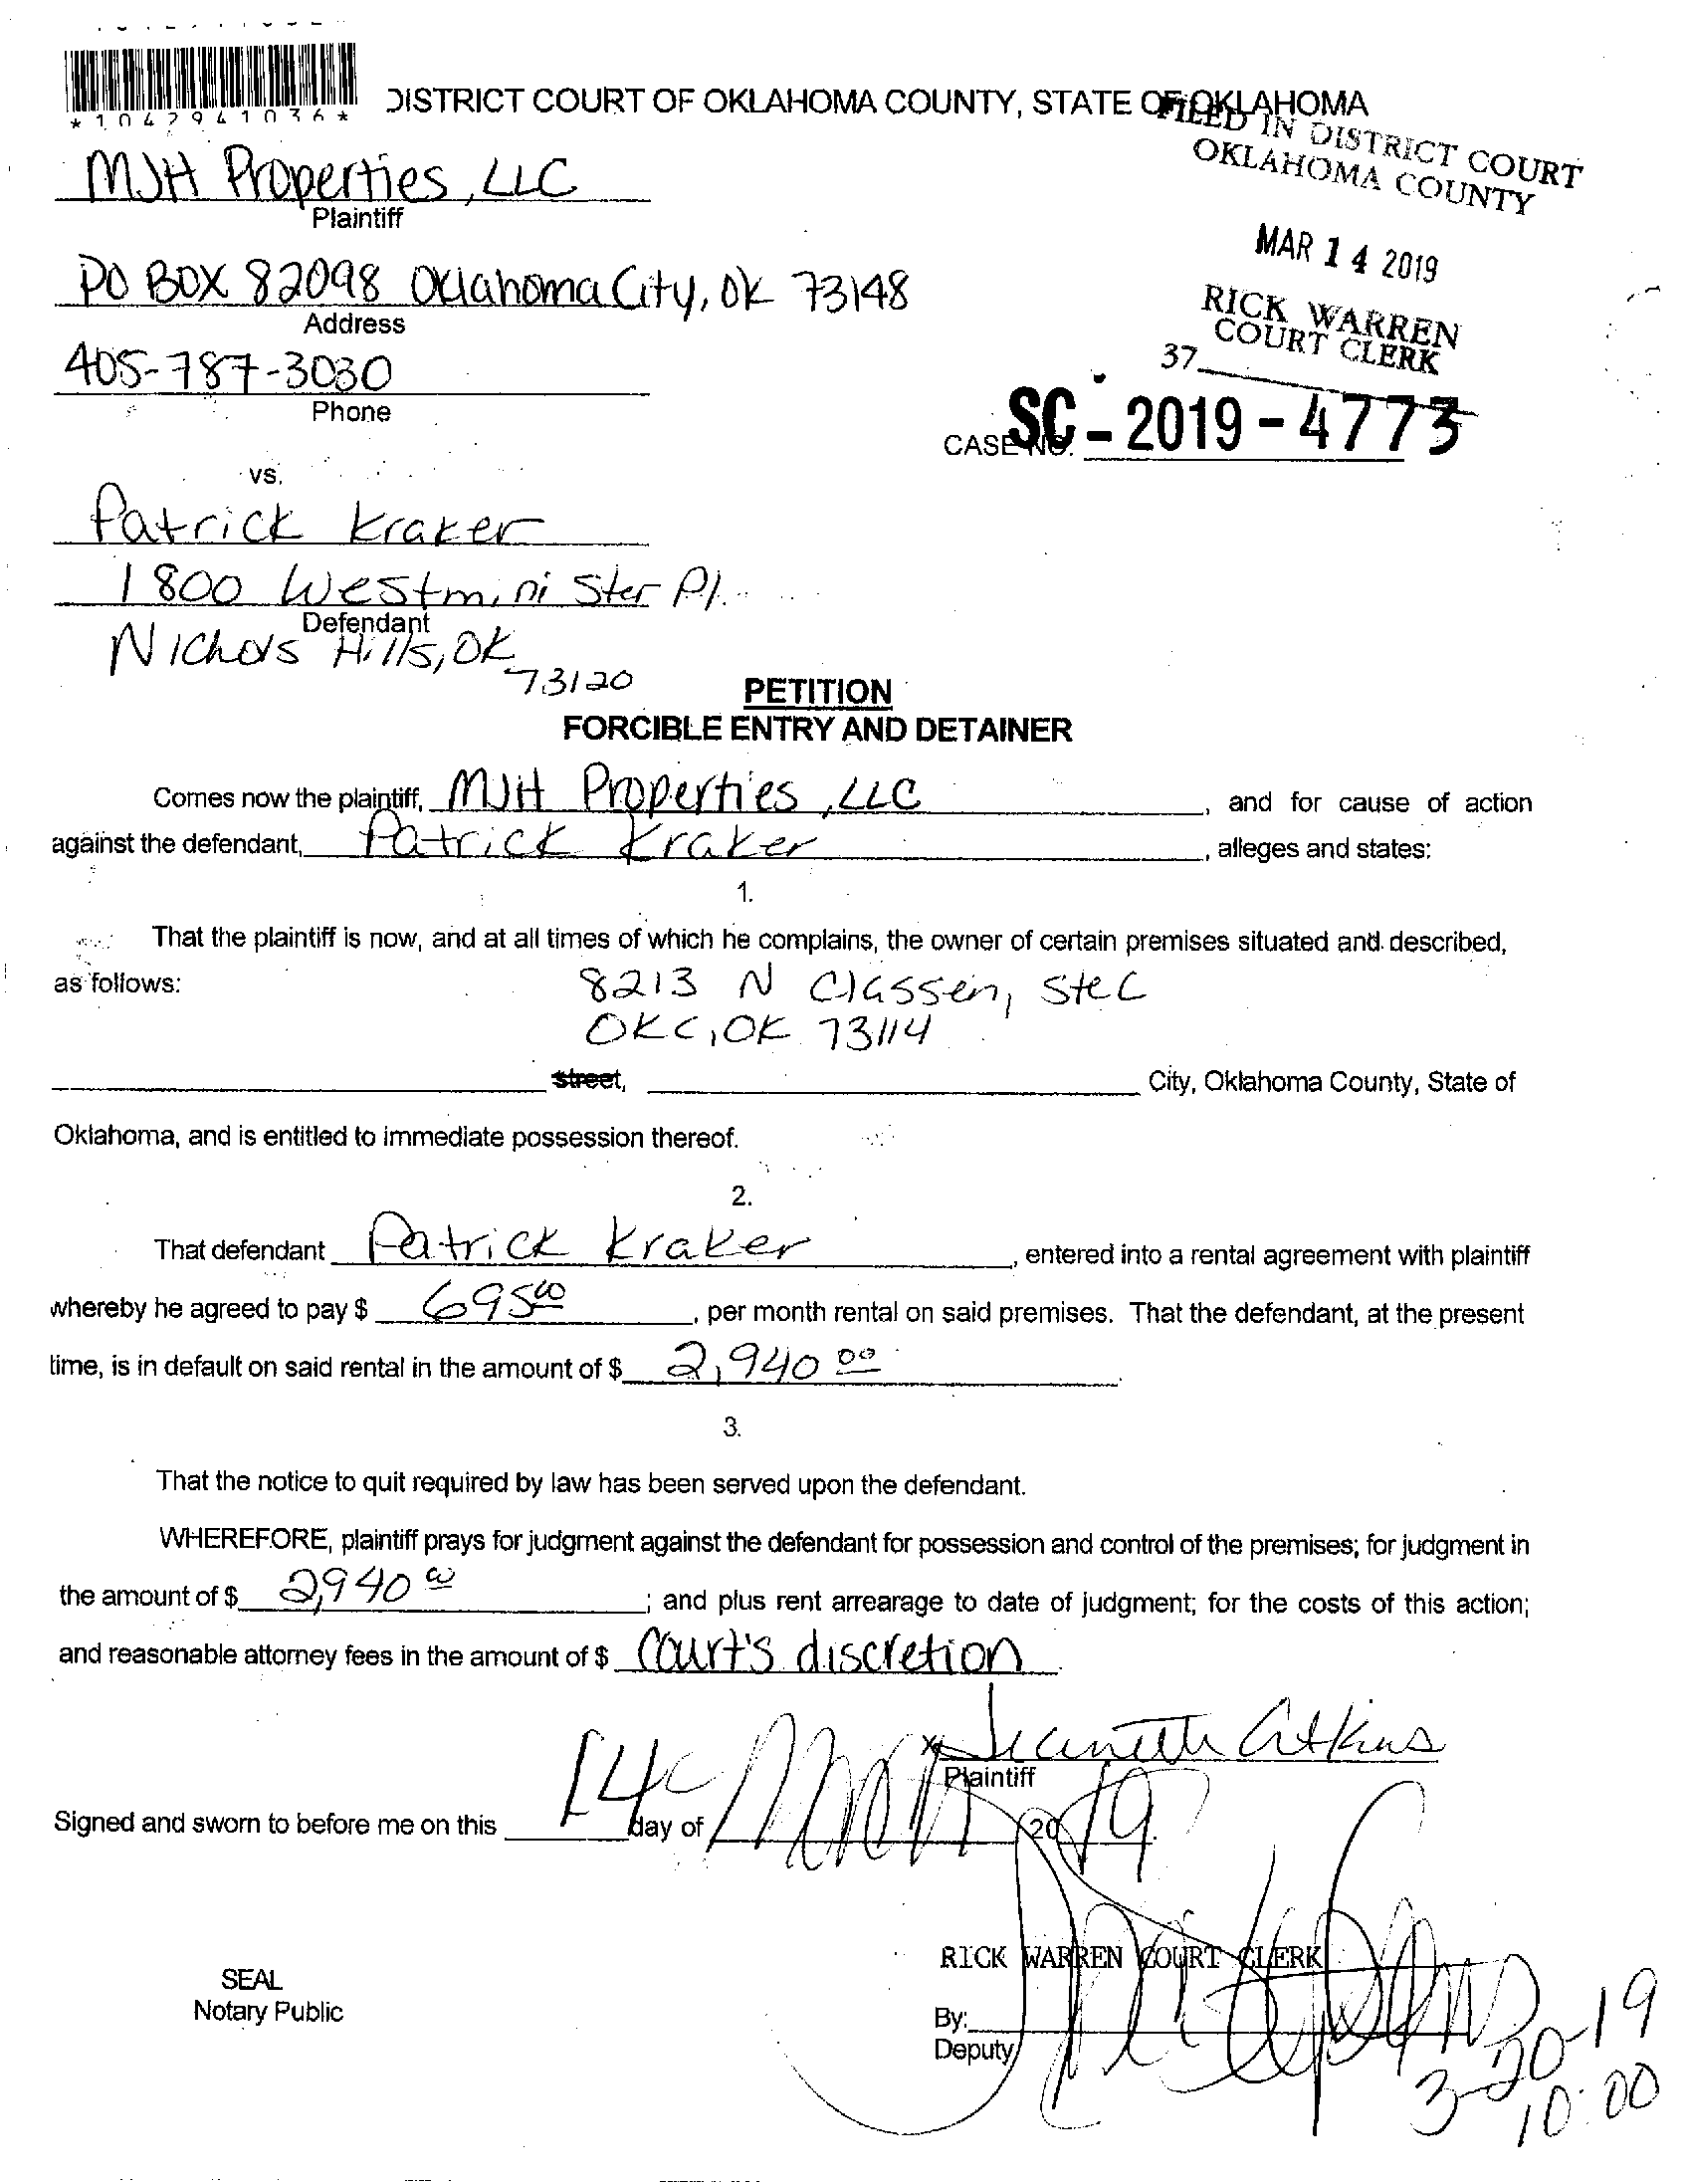 *1042941036*
DISTRICT COURT OF OKLAHOMA COUNTY, STATE OF OKLAHOMA
FILED IN DISTRICT COURT
OKLAHOMA COUNTY
MJH Properties, LLC
Plaintiff
MAR 14 2019
PO BOX 82098 Oklahoma City, OK 73148
Address
RICK WARREN
COURT CLERK
37
405-787-3030
Phone
CASE NO. SC-2019-4773
vs.
Patrick Kraker
1800 Westmini ster Pl.
Defendant
Nichols Hills, OK
73120
PETITION
FORCIBLE ENTRY AND DETAINER
Comes now the plaintiff, MJH Properties, LLC, and for cause of action
against the defendant, Patrick Kraker, alleges and states:
1.
That the plaintiff is now, and at all times of which he complains, the owner of certain premises situated and described,
as follows: 8213 N Classen, Ste C
OKC, OK 73114
street, City, Oklahoma County, State of
Oklahoma, and is entitled to immediate possession thereof.
2.
That defendant Patrick Kraker, entered into a rental agreement with plaintiff
whereby he agreed to pay $ 695.00, per month rental on said premises. That the defendant, at the present
time, is in default on said rental in the amount of $ 2,940 00.
3.
That the notice to quit required by law has been served upon the defendant.
WHEREFORE, plaintiff prays for judgment against the defendant for possession and control of the premises; for judgment in
the amount of $ 2,940 00; and plus rent arrearage to date of judgment; for the costs of this action;
and reasonable attorney fees in the amount of $ Court's discretion.
x Jeanette Atkins
Plaintiff
Signed and sworn to before me on this 14 day of 2019.
RICK WARREN COURT CLERK
SEAL
Notary Public
By:
Deputy
3-20-19
10:00